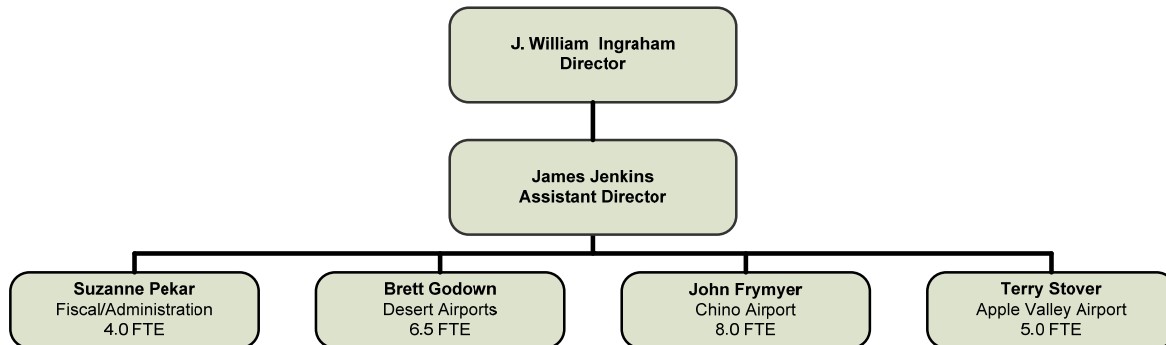 J. William Ingraham
Director
James Jenkins
Assistant Director
Suzanne Pekar
Fiscal/Administration
4.0 FTE
Brett Godown
Desert Airports
6.5 FTE
John Frymyer
Chino Airport
8.0 FTE
Terry Stover
Apple Valley Airport
5.0 FTE